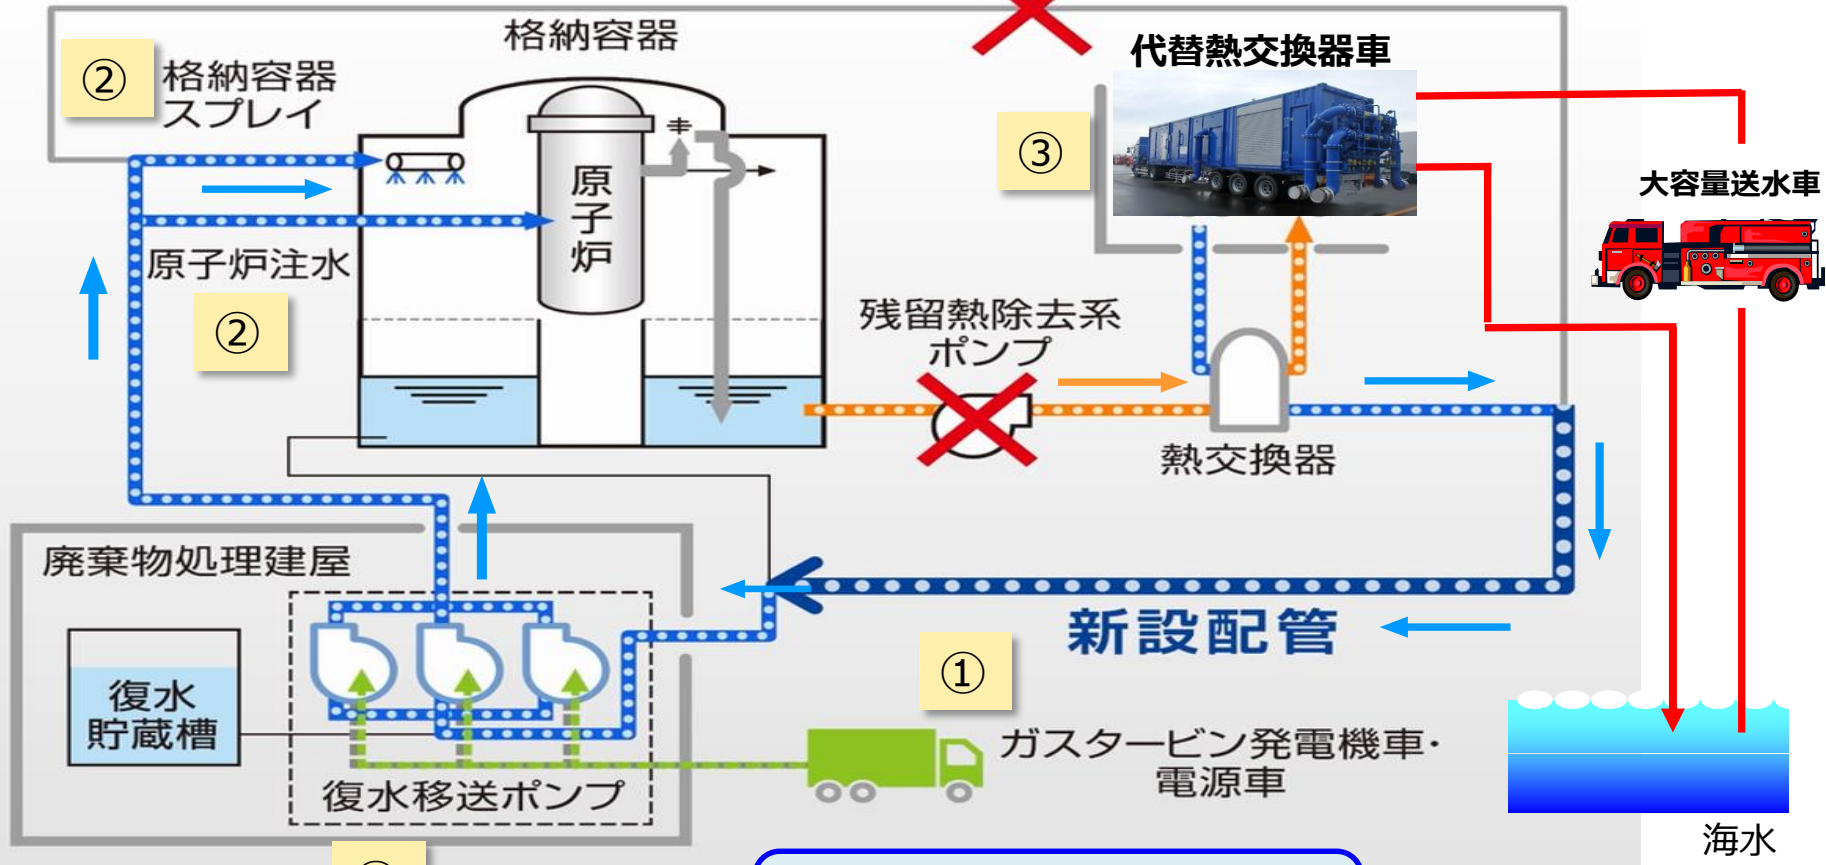 格納容器
代替熱交換器車
②
格納容器
スプレイ
③
大容量送水車
原
子
炉
原子炉注水
②
残留熱除去系
ポンプ
熱交換器
廃棄物処理建屋
新設配管
①
復水
貯蔵槽
ガスタービン発電機車・
電源車
復水移送ポンプ
海水